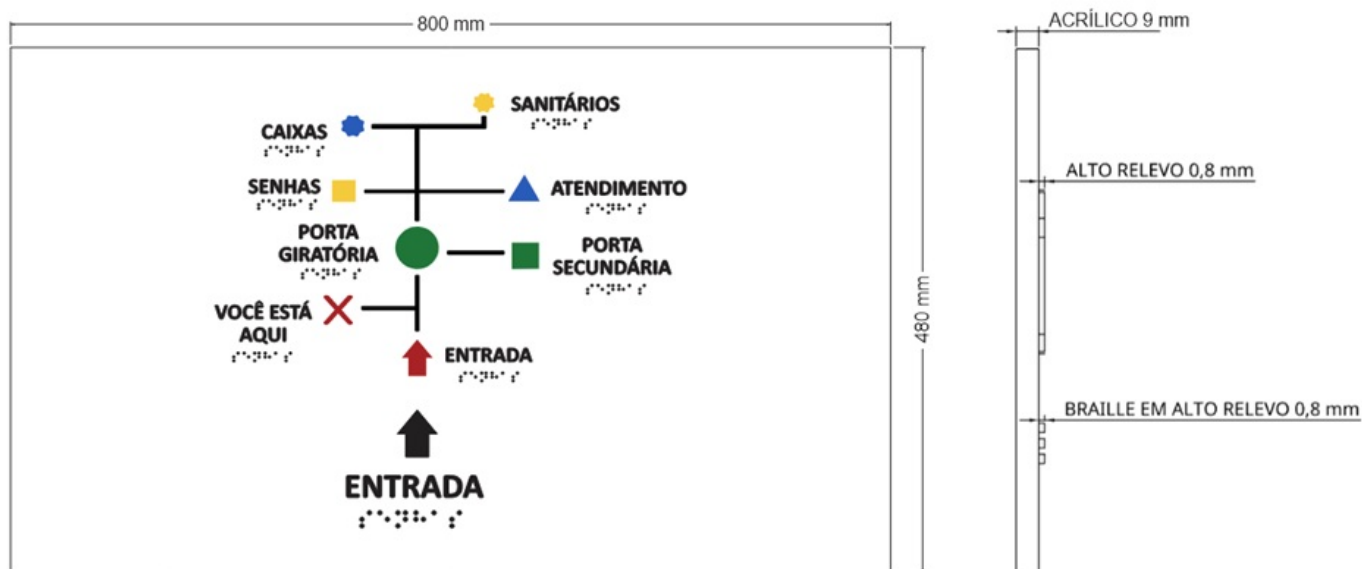 800 mm
ACRÍLICO 9 mm
SANITÁRIOS
⠎⠑⠝⠓⠁⠎
CAIXAS
⠎⠑⠝⠓⠁⠎
ALTO RELEVO 0,8 mm
SENHAS
⠎⠑⠝⠓⠁⠎
ATENDIMENTO
⠎⠑⠝⠓⠁⠎
PORTA
GIRATÓRIA
⠎⠑⠝⠓⠁⠎
PORTA
SECUNDÁRIA
⠎⠑⠝⠓⠁⠎
480 mm
VOCÊ ESTÁ
AQUI
⠎⠑⠝⠓⠁⠎
ENTRADA
⠎⠑⠝⠓⠁⠎
BRAILLE EM ALTO RELEVO 0,8 mm
ENTRADA
⠎⠑⠝⠓⠁⠎